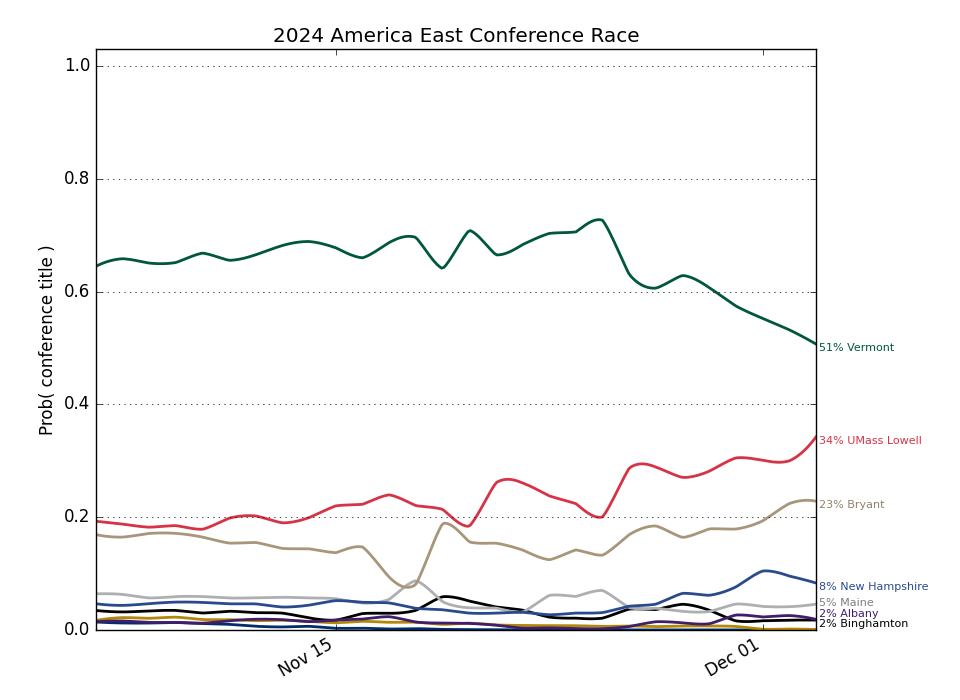 2024 America East Conference Race
Prob( conference title )
1.0
0.8
0.6
0.4
0.2
0.0
Nov 15
Dec 01
51% Vermont
34% UMass Lowell
23% Bryant
8% New Hampshire
5% Maine
2% Albany
2% Binghamton